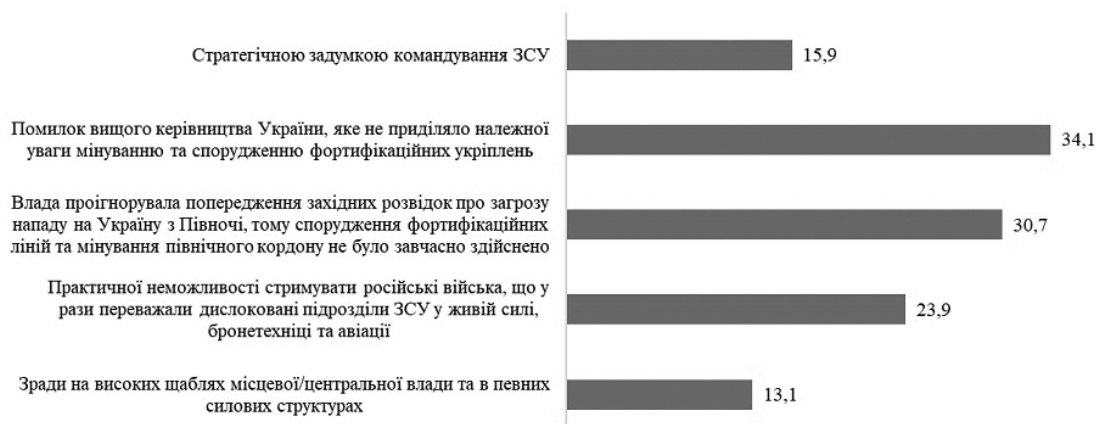 Стратегічною задумкою командування ЗСУ
15,9
Помилок вищого керівництва України, яке не приділяло належної
уваги мінуванню та спорудженню фортифікаційних укріплень
34,1
Влада проігнорувала попередження західних розвідок про загрозу
нападу на Україну з Півночі, тому спорудження фортифікаційних
ліній та мінування північного кордону не було завчасно здійснено
30,7
Практичної неможливості стримувати російські війська, що у
рази переважали дислоковані підрозділи ЗСУ у живій силі,
бронетехніці та авіації
23,9
Зради на високих щаблях місцевої/центральної влади та в певних
силових структурах
13,1